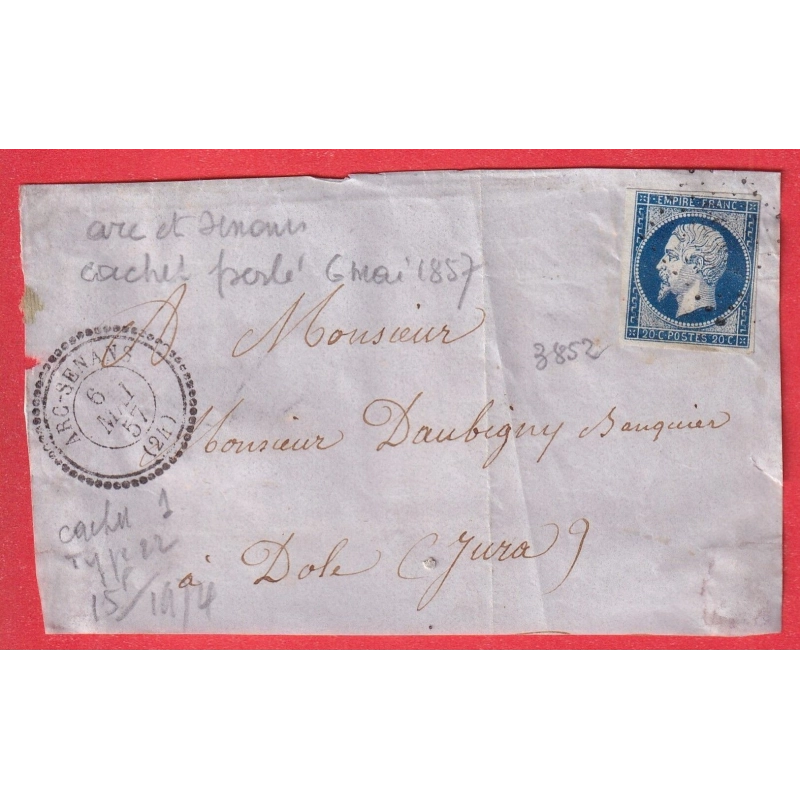 EMPIRE FRANC
20 C. POSTES 20 C.
arc et senans
cachet perlé 6 mai 1857
A Monsieur
3852
ARC-SENANS
6
MAI
57
(24)
Monsieur Daubigny Banquier
à Dole (Jura)
cachet 1
Type 22
15/1974